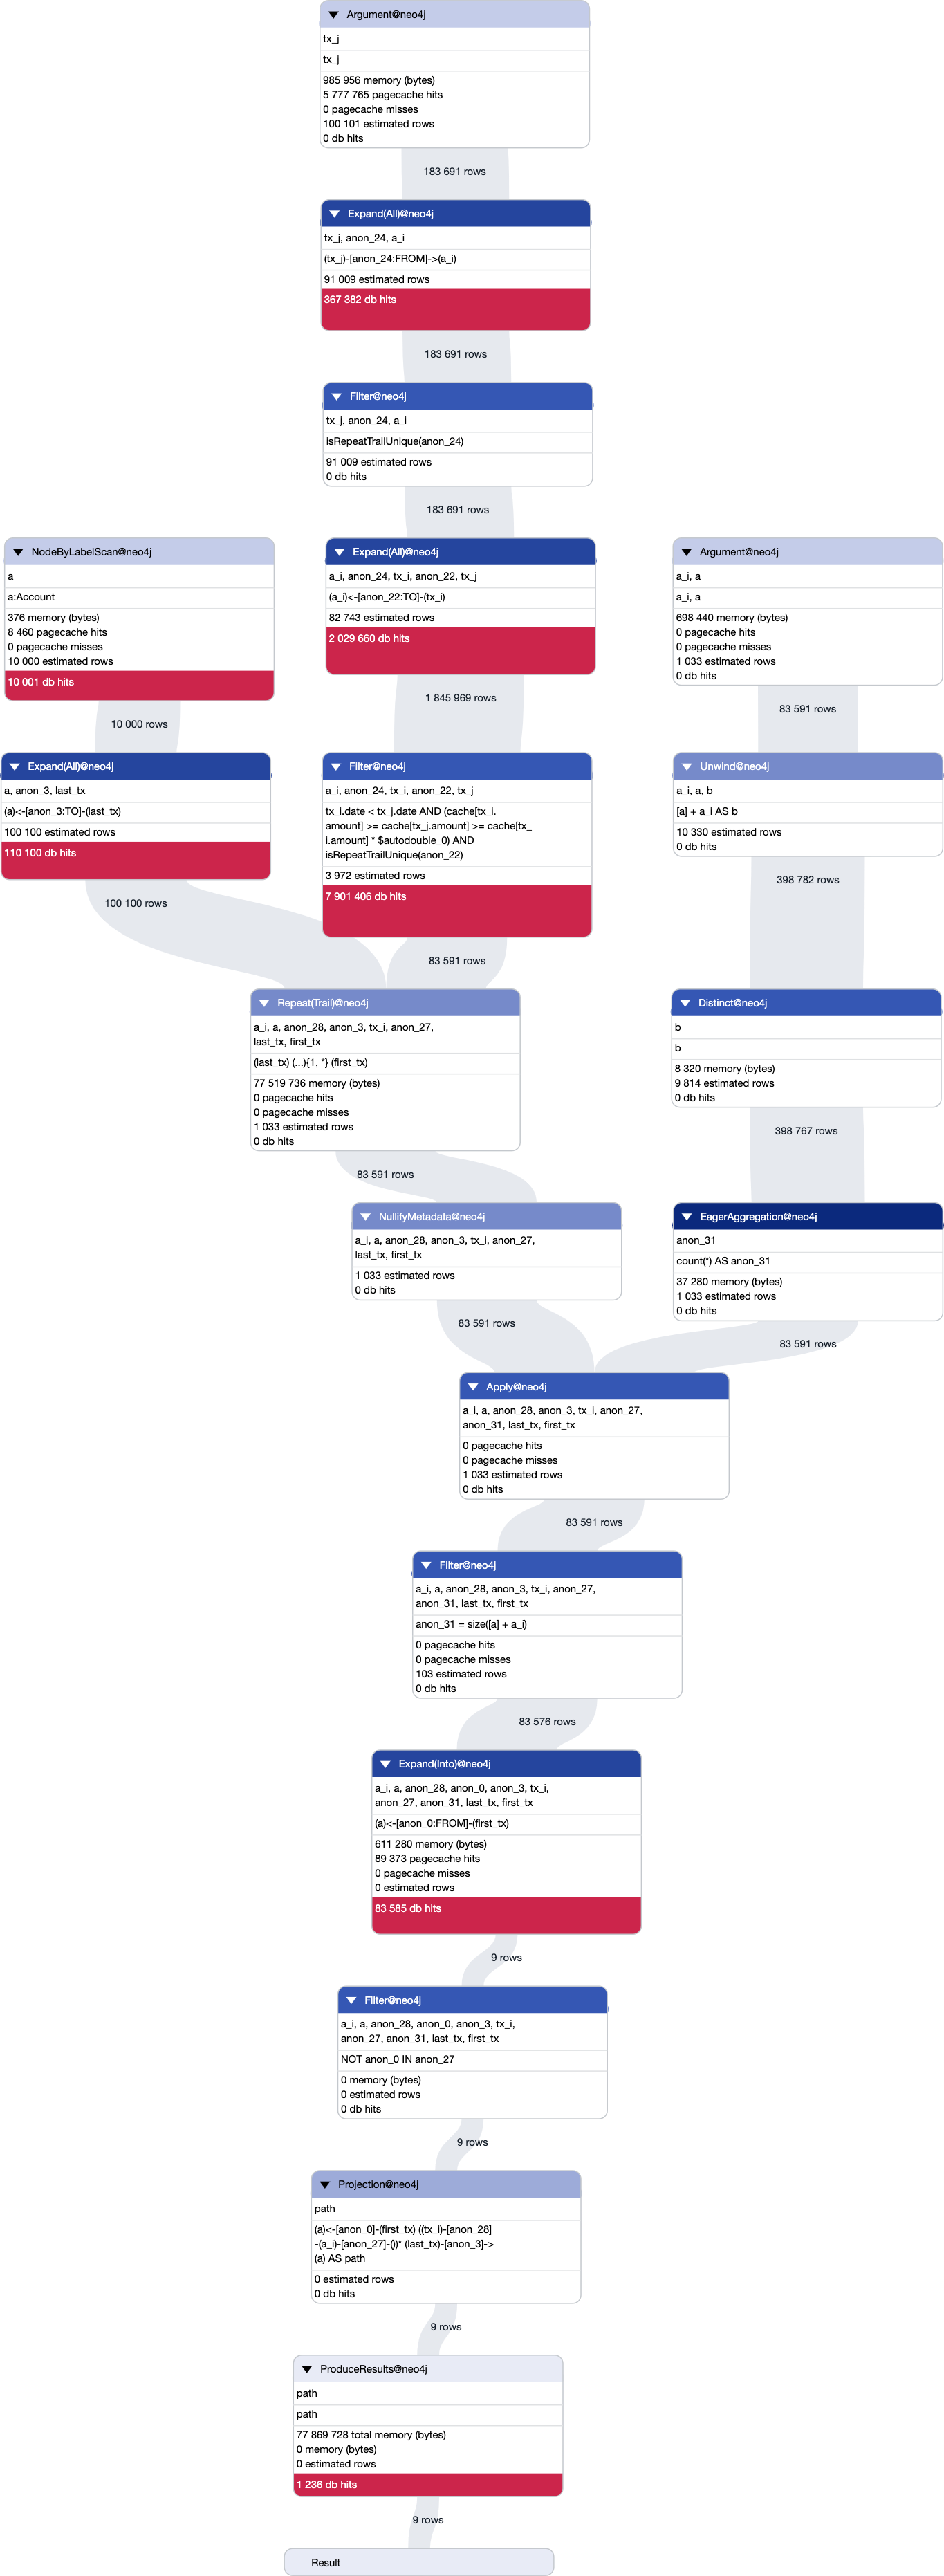 Argument@neo4j
tx_j
tx_j
985 956 memory (bytes)
5 777 765 pagecache hits
0 pagecache misses
100 101 estimated rows
0 db hits
183 691 rows
Expand(All)@neo4j
tx_j, anon_24, a_i
(tx_j)-[anon_24:FROM]->(a_i)
91 009 estimated rows
367 382 db hits
183 691 rows
Filter@neo4j
tx_j, anon_24, a_i
isRepeatTrailUnique(anon_24)
91 009 estimated rows
0 db hits
183 691 rows
NodeByLabelScan@neo4j
a
a:Account
376 memory (bytes)
8 460 pagecache hits
0 pagecache misses
10 000 estimated rows
10 001 db hits
10 000 rows
Expand(All)@neo4j
a_i, anon_24, tx_i, anon_22, tx_j
(a_i)<-[anon_22:TO]-(tx_i)
82 743 estimated rows
2 029 660 db hits
1 845 969 rows
Argument@neo4j
a_i, a
a_i, a
698 440 memory (bytes)
0 pagecache hits
0 pagecache misses
1 033 estimated rows
0 db hits
83 591 rows
Expand(All)@neo4j
a, anon_3, last_tx
(a)<-[anon_3:TO]-(last_tx)
100 100 estimated rows
110 100 db hits
100 100 rows
Filter@neo4j
a_i, anon_24, tx_i, anon_22, tx_j
tx_i.date < tx_j.date AND (cache[tx_i.
amount] >= cache[tx_j.amount] >= cache[tx_
i.amount] * $autodouble_0) AND
isRepeatTrailUnique(anon_22)
3 972 estimated rows
7 901 406 db hits
83 591 rows
Unwind@neo4j
a_i, a, b
[a] + a_i AS b
10 330 estimated rows
0 db hits
398 782 rows
Repeat(Trail)@neo4j
a_i, a, anon_28, anon_3, tx_i, anon_27,
last_tx, first_tx
(last_tx) (...){1, *} (first_tx)
77 519 736 memory (bytes)
0 pagecache hits
0 pagecache misses
1 033 estimated rows
0 db hits
83 591 rows
Distinct@neo4j
b
b
8 320 memory (bytes)
9 814 estimated rows
0 db hits
398 767 rows
NullifyMetadata@neo4j
a_i, a, anon_28, anon_3, tx_i, anon_27,
last_tx, first_tx
1 033 estimated rows
0 db hits
83 591 rows
EagerAggregation@neo4j
anon_31
count(*) AS anon_31
37 280 memory (bytes)
1 033 estimated rows
0 db hits
83 591 rows
Apply@neo4j
a_i, a, anon_28, anon_3, tx_i, anon_27,
anon_31, last_tx, first_tx
0 pagecache hits
0 pagecache misses
1 033 estimated rows
0 db hits
83 591 rows
Filter@neo4j
a_i, a, anon_28, anon_3, tx_i, anon_27,
anon_31, last_tx, first_tx
anon_31 = size([a] + a_i)
0 pagecache hits
0 pagecache misses
103 estimated rows
0 db hits
83 576 rows
Expand(Into)@neo4j
a_i, a, anon_28, anon_0, anon_3, tx_i,
anon_27, anon_31, last_tx, first_tx
(a)<-[anon_0:FROM]-(first_tx)
611 280 memory (bytes)
89 373 pagecache hits
0 pagecache misses
0 estimated rows
83 585 db hits
9 rows
Filter@neo4j
a_i, a, anon_28, anon_0, anon_3, tx_i,
anon_27, anon_31, last_tx, first_tx
NOT anon_0 IN anon_27
0 memory (bytes)
0 estimated rows
0 db hits
9 rows
Projection@neo4j
path
(a)<-[anon_0]-(first_tx) ((tx_i)-[anon_28]
-(a_i)-[anon_27]-())* (last_tx)-[anon_3]->
(a) AS path
0 estimated rows
0 db hits
9 rows
ProduceResults@neo4j
path
path
77 869 728 total memory (bytes)
0 memory (bytes)
0 estimated rows
1 236 db hits
9 rows
Result